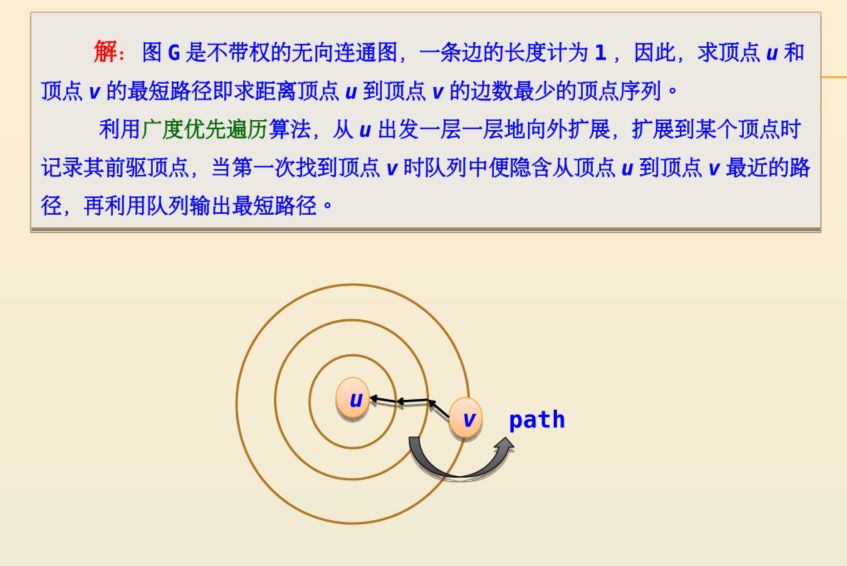 解：图 G 是不带权的无向连通图，一条边的长度计为 1 ，因此，求顶点 u 和
顶点 v 的最短路径即求距离顶点 u 到顶点 v 的边数最少的顶点序列。
利用广度优先遍历算法，从 u 出发一层一层地向外扩展，扩展到某个顶点时
记录其前驱顶点，当第一次找到顶点 v 时队列中便隐含从顶点 u 到顶点 v 最近的路
径，再利用队列输出最短路径。
u
v
path